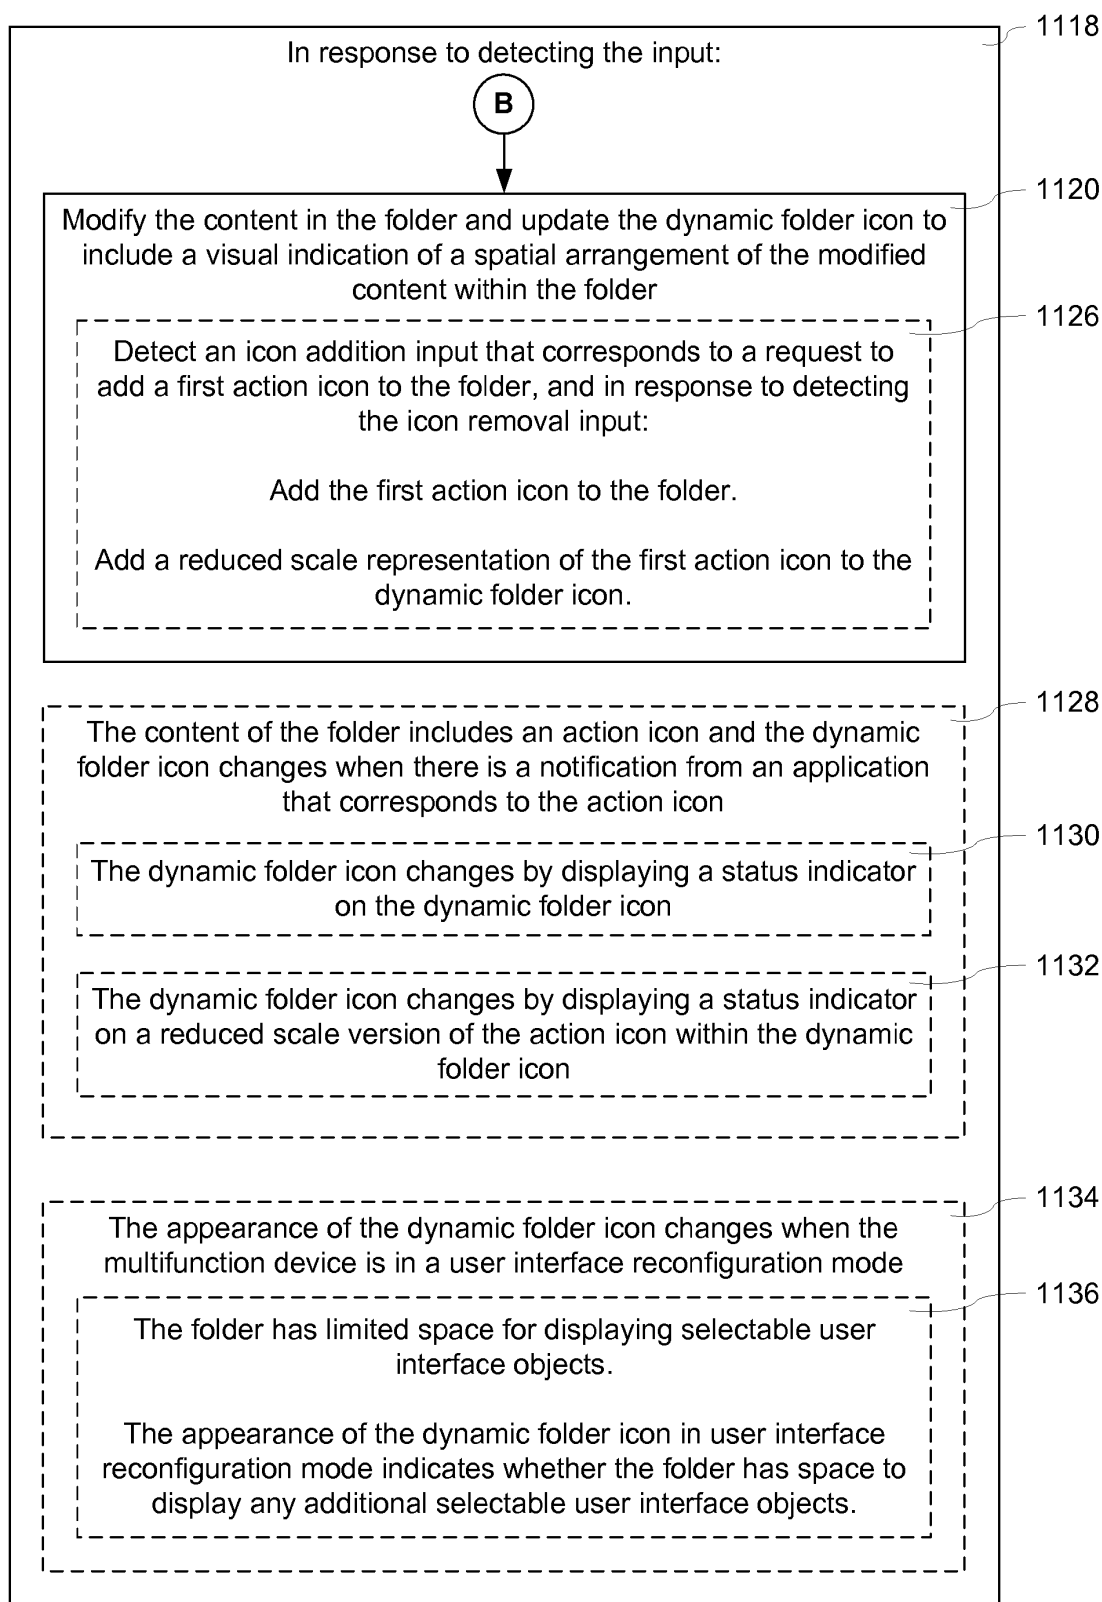 1118
In response to detecting the input:
B
1120
Modify the content in the folder and update the dynamic folder icon to
include a visual indication of a spatial arrangement of the modified
content within the folder
1126
Detect an icon addition input that corresponds to a request to
add a first action icon to the folder, and in response to detecting
the icon removal input:
Add the first action icon to the folder.
Add a reduced scale representation of the first action icon to the
dynamic folder icon.
1128
The content of the folder includes an action icon and the dynamic
folder icon changes when there is a notification from an application
that corresponds to the action icon
1130
The dynamic folder icon changes by displaying a status indicator
on the dynamic folder icon
1132
The dynamic folder icon changes by displaying a status indicator
on a reduced scale version of the action icon within the dynamic
folder icon
1134
The appearance of the dynamic folder icon changes when the
multifunction device is in a user interface reconfiguration mode
1136
The folder has limited space for displaying selectable user
interface objects.
The appearance of the dynamic folder icon in user interface
reconfiguration mode indicates whether the folder has space to
display any additional selectable user interface objects.